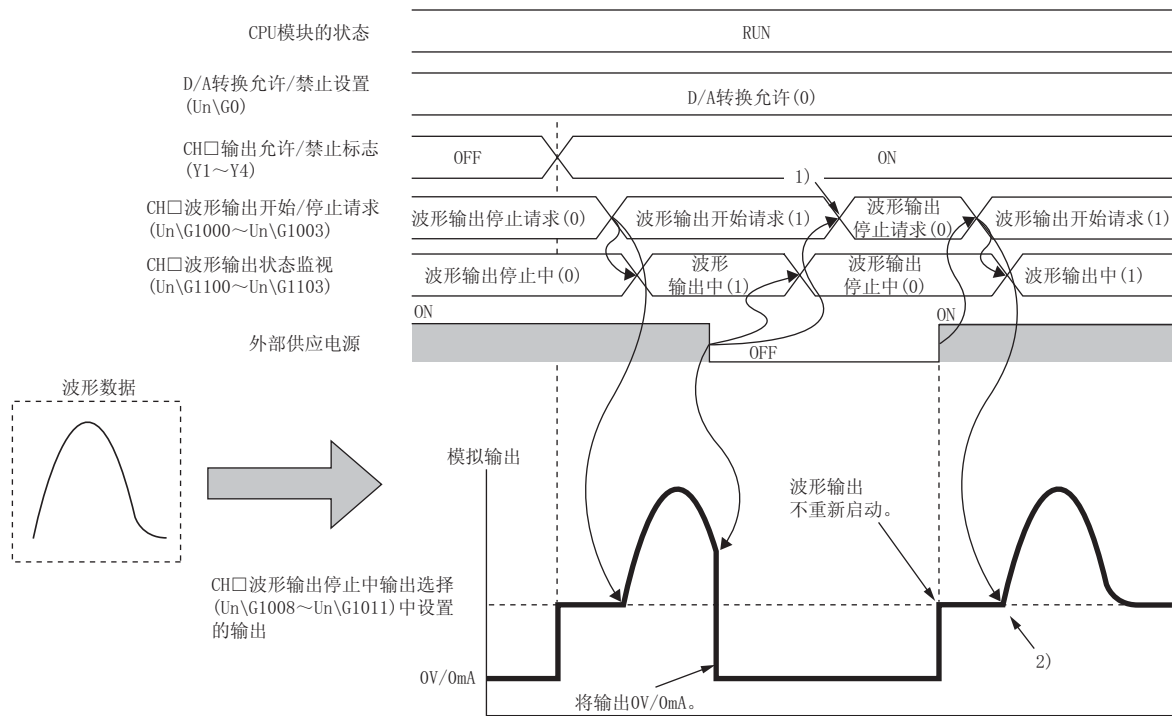 CPU模块的状态
RUN
D/A转换允许/禁止设置
(Un\G0)
D/A转换允许(0)
CH□输出允许/禁止标志
(Y1～Y4)
OFF
ON
1)
CH□波形输出开始/停止请求
(Un\G1000～Un\G1003)
波形输出停止请求(0)
波形输出开始请求(1)
波形输出
停止请求(0)
波形输出开始请求(1)
CH□波形输出状态监视
(Un\G1100～Un\G1103)
波形输出停止中(0)
波形
输出中(1)
波形输出
停止中(0)
波形输出中(1)
ON
ON
外部供应电源
OFF
波形数据
模拟输出
波形输出
不重新启动。
CH□波形输出停止中输出选择
(Un\G1008～Un\G1011)中设置
的输出
2)
0V/0mA
将输出0V/0mA。